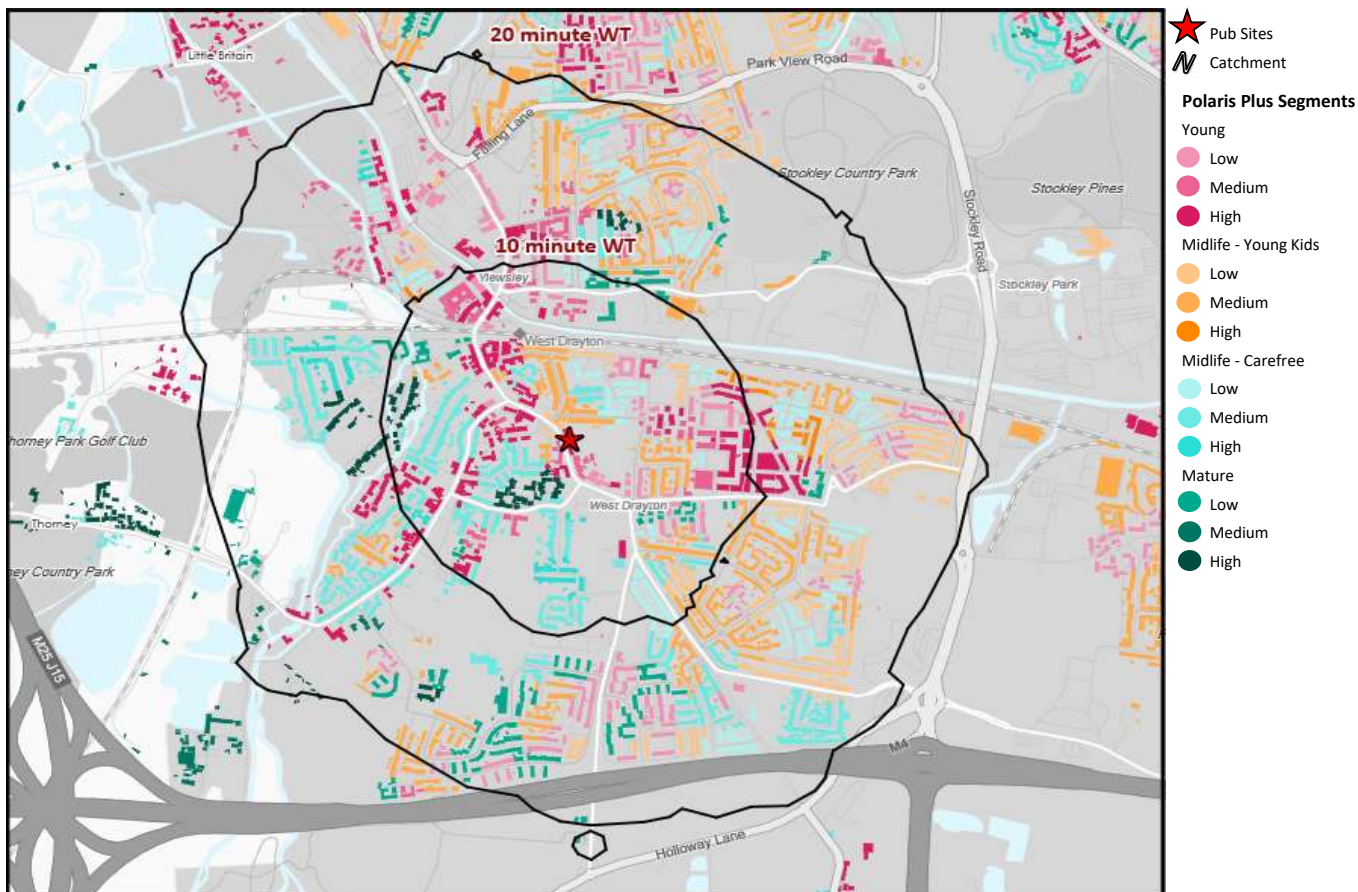 20 minute WT
Little Britain
Park View Road
Falling Lane
Stockley Country Park
Stockley Pines
Stockley Road
10 minute WT
Yiewsley
Stockley Park
West Drayton
Thorney Park Golf Club
West Drayton
Thorney
ney Country Park
M25 J15
M4
Holloway Lane
Pub Sites
Catchment
Polaris Plus Segments
Young
Low
Medium
High
Midlife - Young Kids
Low
Medium
High
Midlife - Carefree
Low
Medium
High
Mature
Low
Medium
High